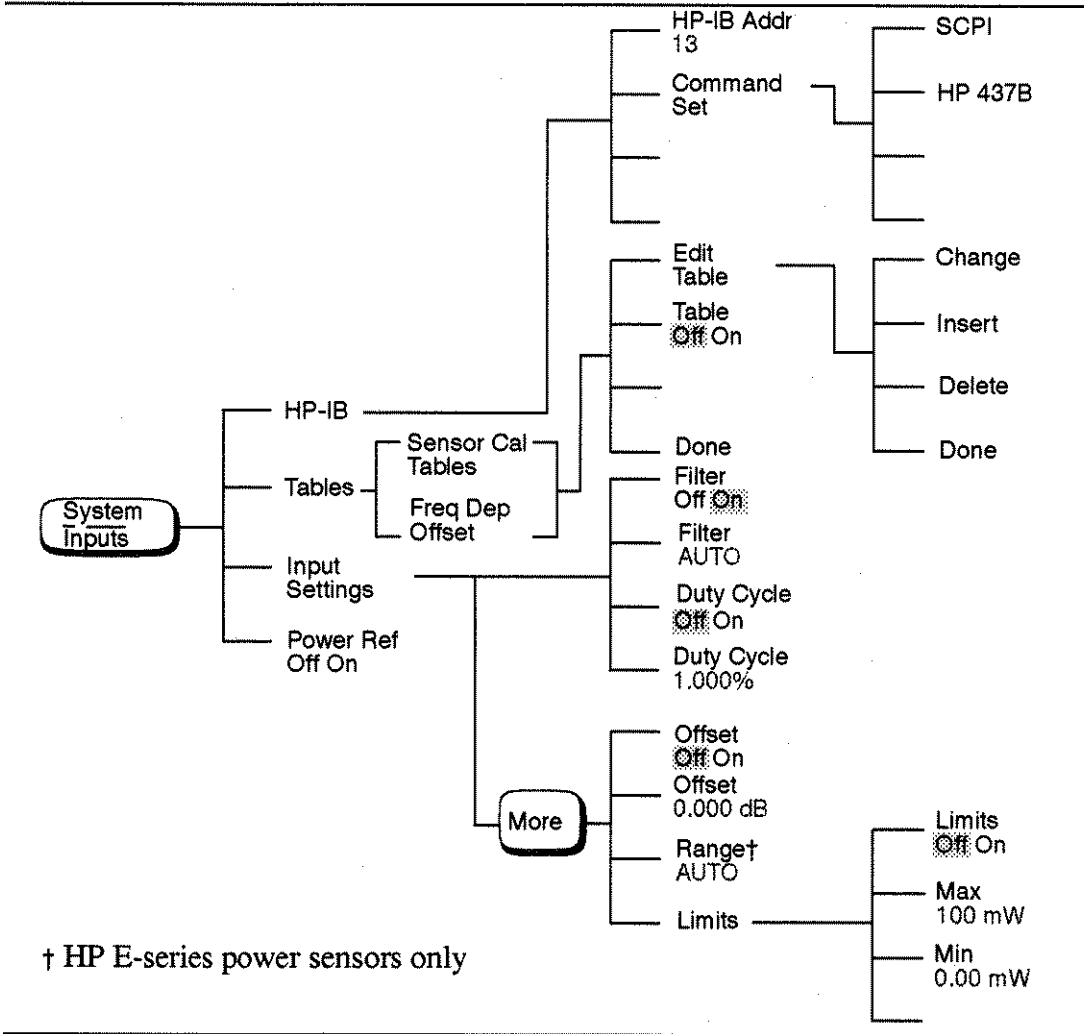 HP-IB Addr
13
Command
Set
SCPI
HP 437B
Edit
Table
Table
Off On
Done
Change
Insert
Delete
Done
HP-IB
Tables
Sensor Cal
Tables
Freq Dep
Offset
System
Inputs
Input
Settings
Power Ref
Off On
Filter
Off On
Filter
AUTO
Duty Cycle
Off On
Duty Cycle
1.000%
More
Offset
Off On
Offset
0.000 dB
Range†
AUTO
Limits
Limits
Off On
Max
100 mW
Min
0.00 mW
† HP E-series power sensors only